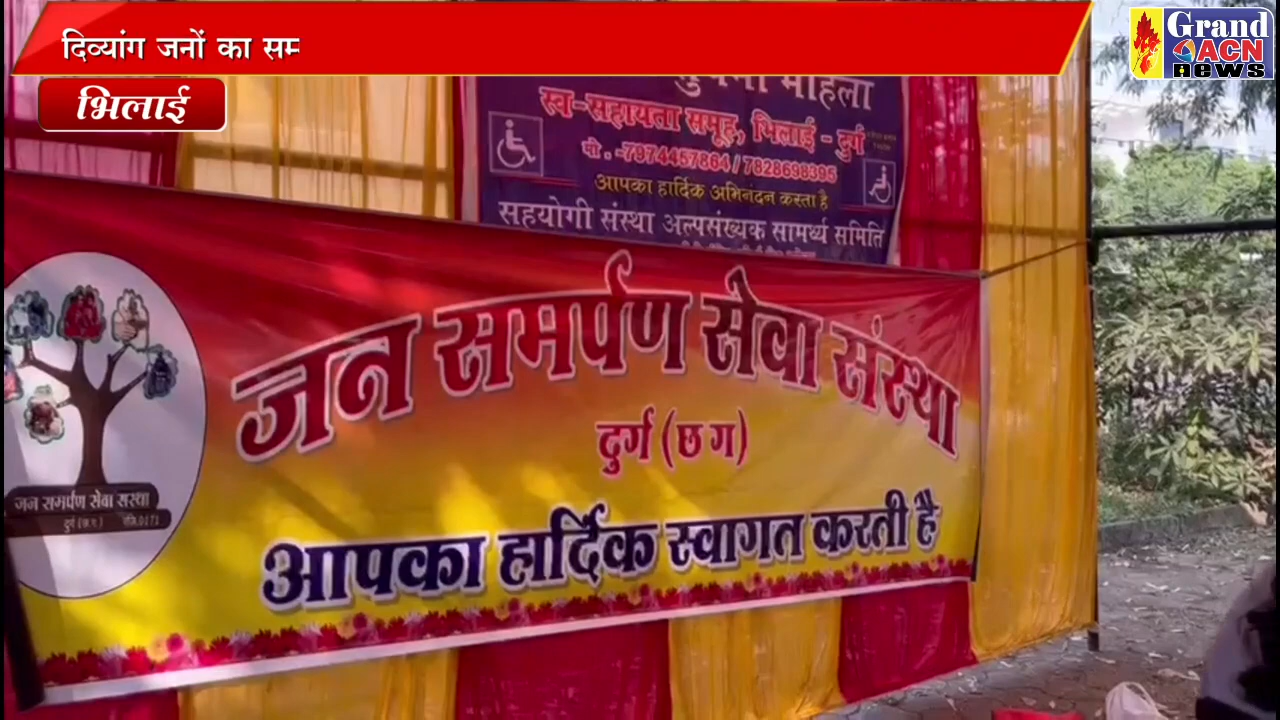 दिव्यांग जनों का सम
Grand
ACN
news
भिलाई
महिला
स्व-सहायता समूह, भिलाई - दुर्ग
मो. -7974457864 / 7828698395
आपका हार्दिक अभिनंदन करता है
सहयोगी संस्था अल्पसंख्यक सामर्थ्य समिति
जन समर्पण सेवा संस्था
दुर्ग (छ ग)
आपका हार्दिक स्वागत करती है
जन समर्पण सेवा संस्था